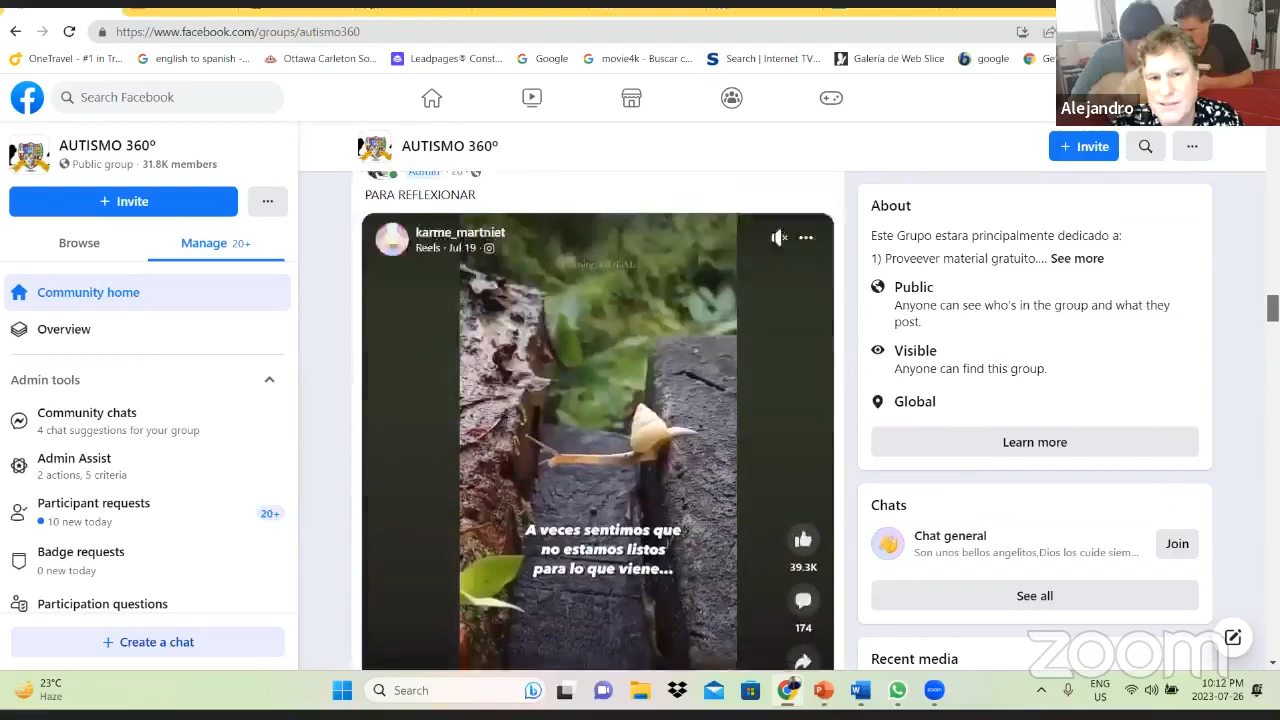 https://www.facebook.com/groups/autismo360
OneTravel - #1 in Tr...
english to spanish -...
Ottawa Carleton So...
Leadpages® Const...
Google
movie4k - Buscar c...
Search | Internet TV...
Galería de Web Slice
google
Ge
Search Facebook
Alejandro
AUTISMO 360º
Public group · 31.8K members
+ Invite
...
Browse
Manage 20+
Community home
Overview
Admin tools
Community chats
4 chat suggestions for your group
Admin Assist
2 actions, 5 criteria
Participant requests
10 new today
20+
Badge requests
0 new today
Participation questions
+ Create a chat
AUTISMO 360º
+ Invite
...
Admin
PARA REFLEXIONAR
karme_martniet
Reels · Jul 19 ·
A veces sentimos que
no estamos listos
para lo que viene...
39.3K
174
About
Este Grupo estara principalmente dedicado a:
1) Proveever material gratuito.... See more
Public
Anyone can see who's in the group and what they
post.
Visible
Anyone can find this group.
Global
Learn more
Chats
Chat general
Son unos bellos angelitos,Dios los cuide siem...
Join
See all
Recent media
zoom
23°C
Haze
Search
zoom
ENG
US
10:12 PM
2023-07-26